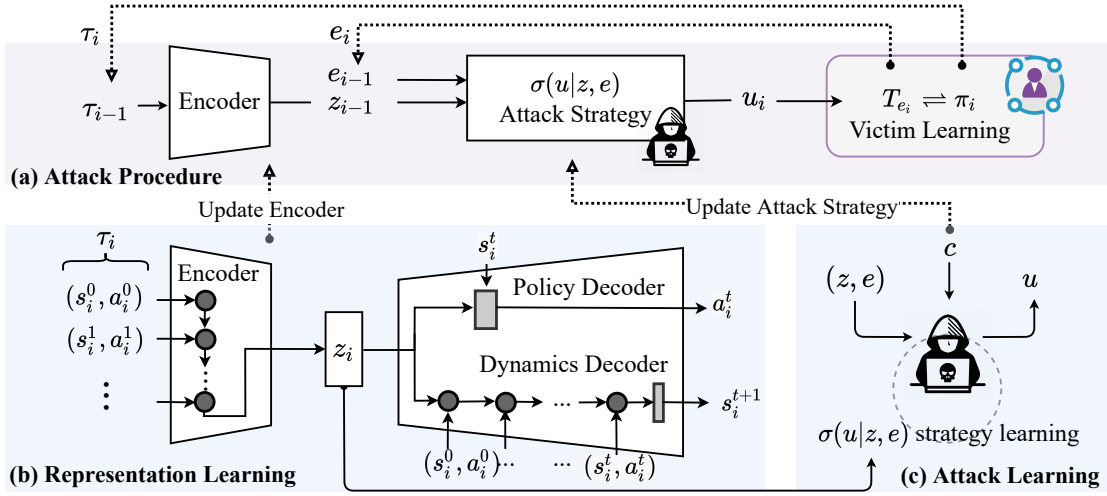 τ_i
e_i
τ_{i-1}
Encoder
e_{i-1}
z_{i-1}
σ(u|z, e)
Attack Strategy
u_i
T_{e_i} ⇌ π_i
Victim Learning
(a) Attack Procedure
Update Encoder
Update Attack Strategy
τ_i
Encoder
(s_i^0, a_i^0)
(s_i^1, a_i^1)
⋮
z_i
s_i^t
Policy Decoder
a_i^t
Dynamics Decoder
...
s_i^{t+1}
(s_i^0, a_i^0)... ... (s_i^t, a_i^t)
(b) Representation Learning
c
(z, e)
u
σ(u|z, e) strategy learning
(c) Attack Learning